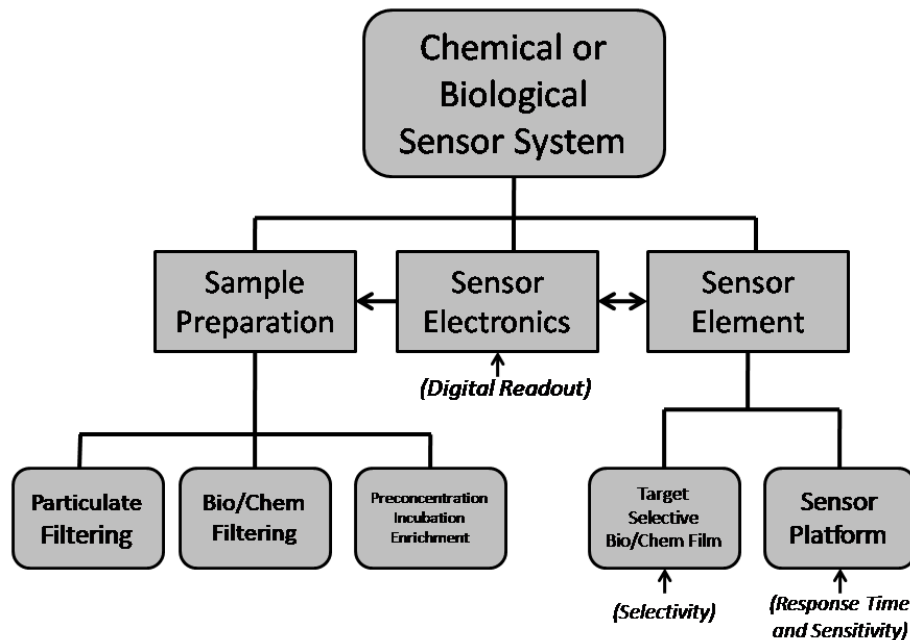 Chemical or
Biological
Sensor System
Sample
Preparation
Sensor
Electronics
Sensor
Element
(Digital Readout)
Particulate
Filtering
Bio/Chem
Filtering
Preconcentration
Incubation
Enrichment
Target
Selective
Bio/Chem Film
Sensor
Platform
(Selectivity)
(Response Time
and Sensitivity)